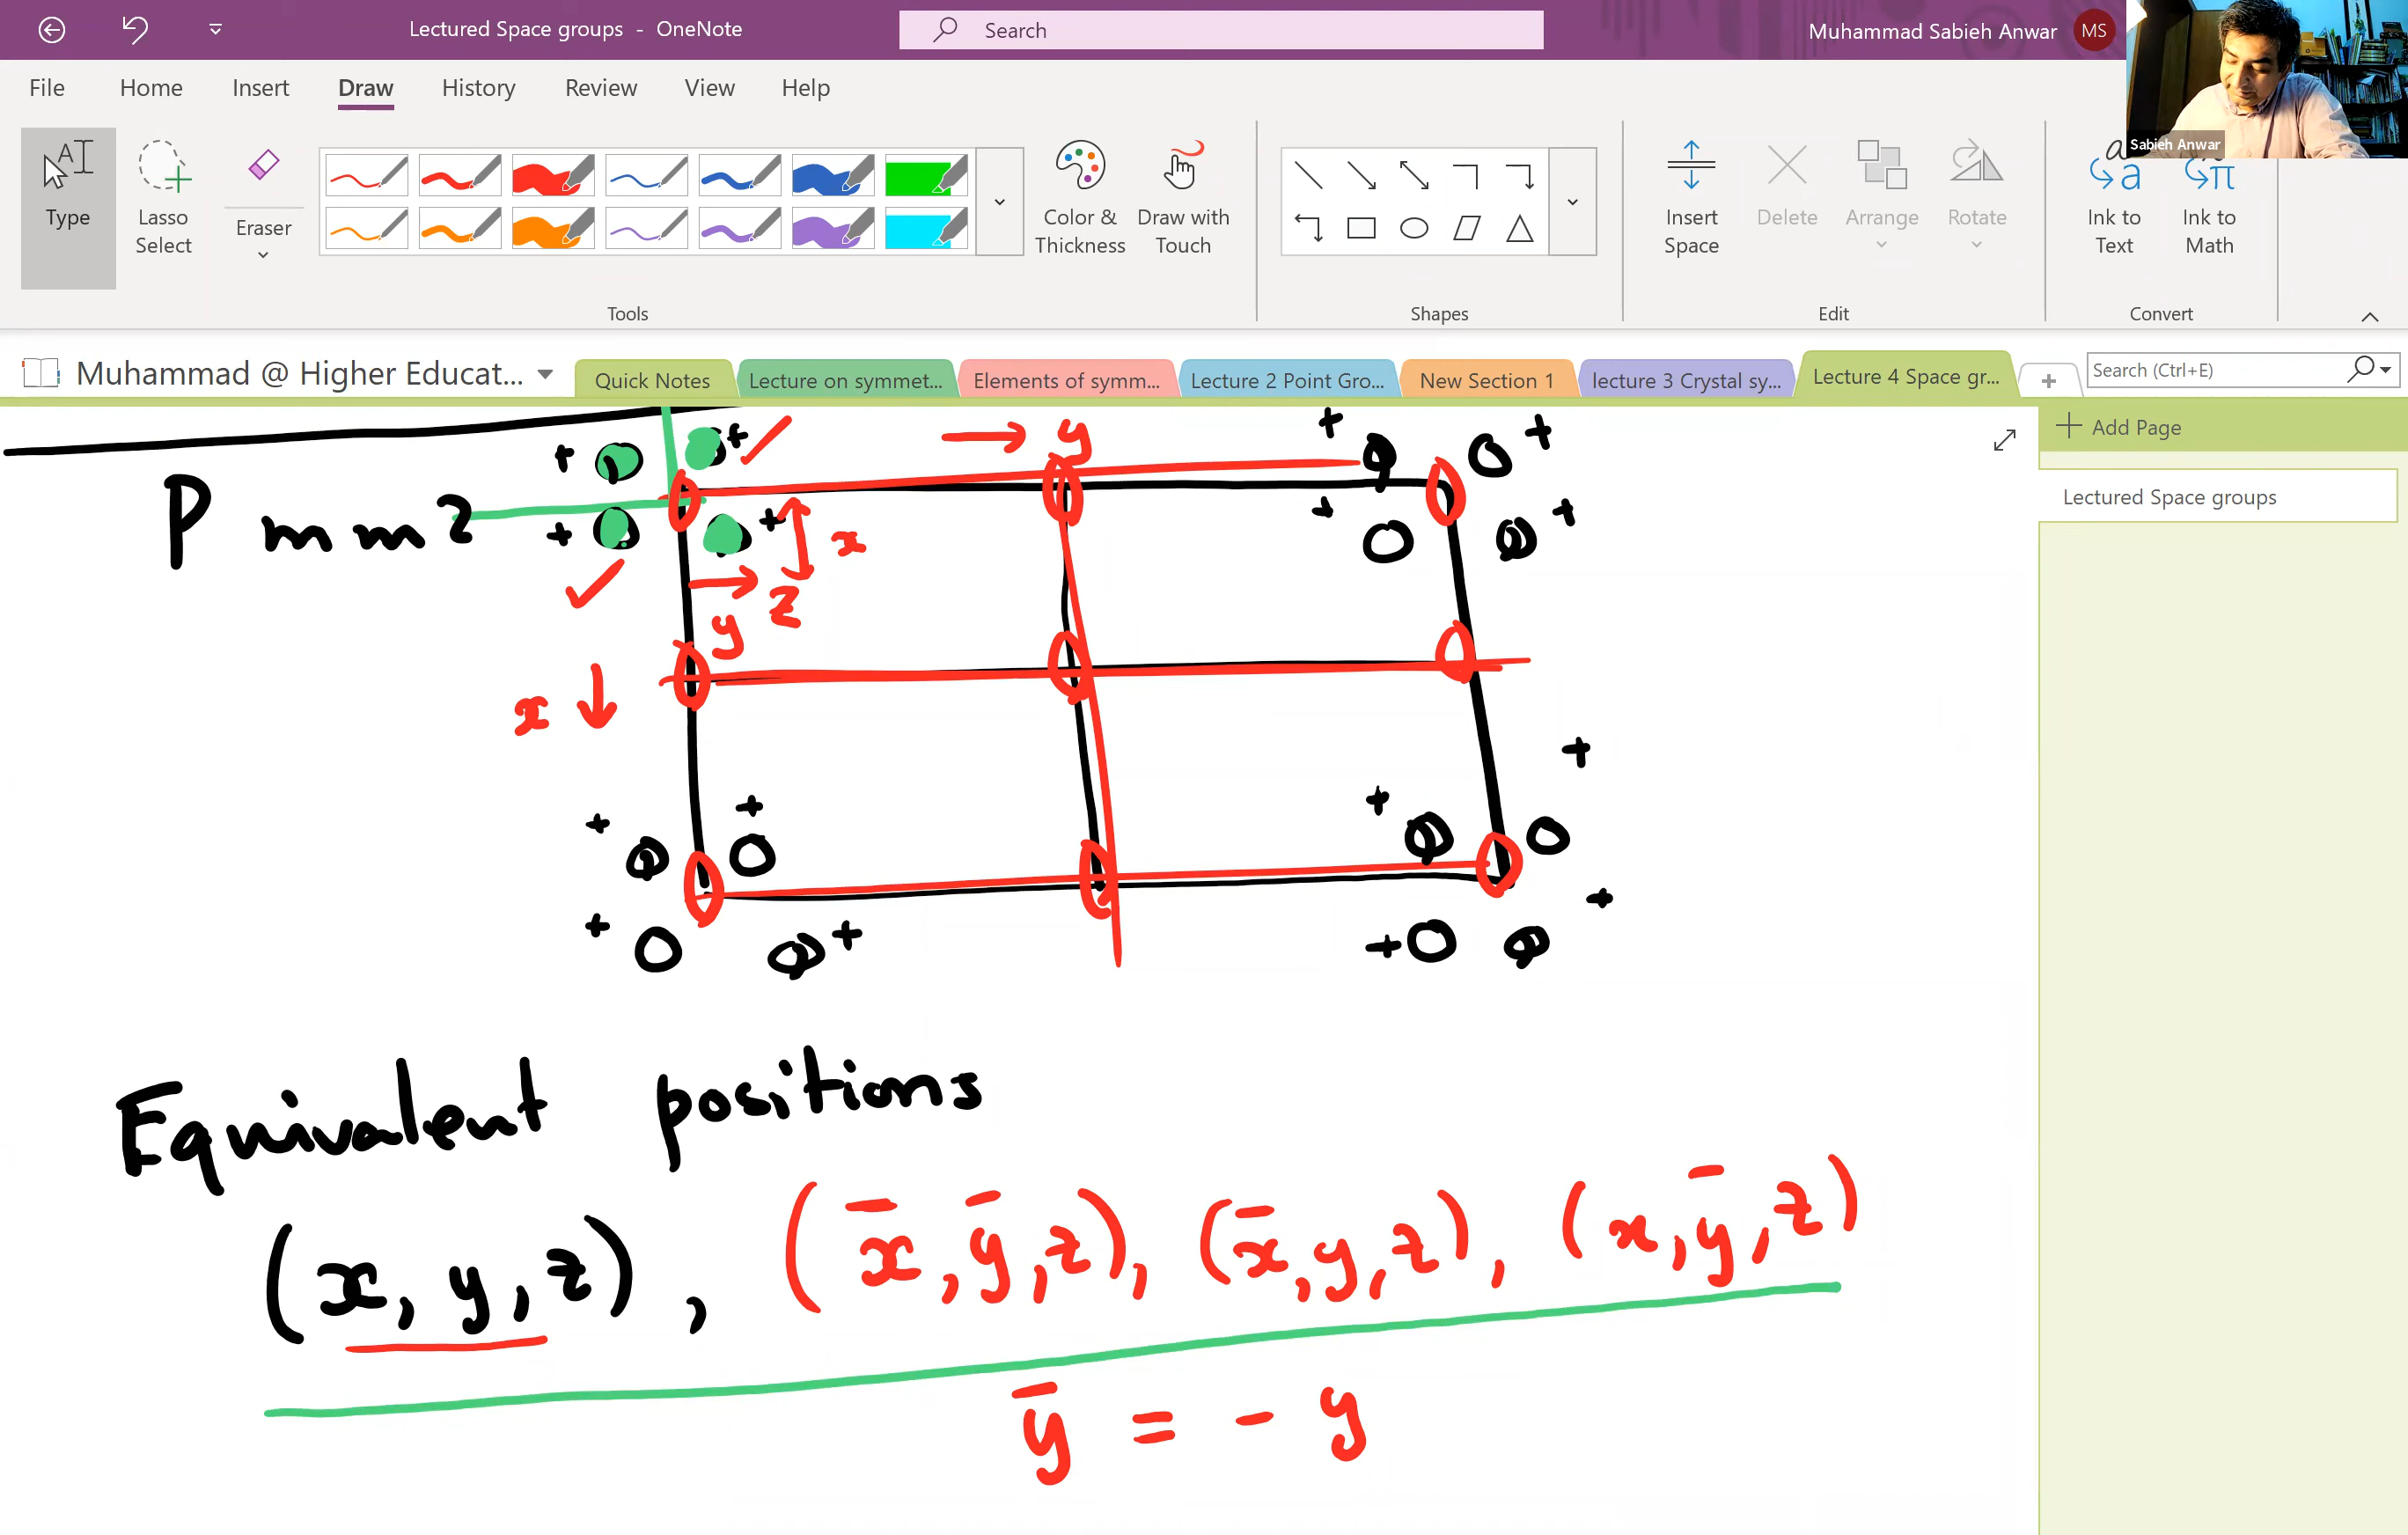 Lectured Space groups - OneNote
Search
Muhammad Sabieh Anwar MS
File Home Insert Draw History Review View Help
Type
Lasso Select
Eraser
Color & Thickness
Draw with Touch
Insert Space
Delete
Arrange
Rotate
Ink to Text
Ink to Math
Sabieh Anwar
Tools Shapes Edit Convert
Muhammad @ Higher Educat...
Quick Notes
Lecture on symmet...
Elements of symm...
Lecture 2 Point Gro...
New Section 1
lecture 3 Crystal sy...
Lecture 4 Space gr...
Search (Ctrl+E)
Add Page
Lectured Space groups
y
P m m 2
x
z
y
x
Equivalent positions
(x, y, z), (x̄, ȳ, z), (x̄, y, z), (x, ȳ, z)
ȳ = - y